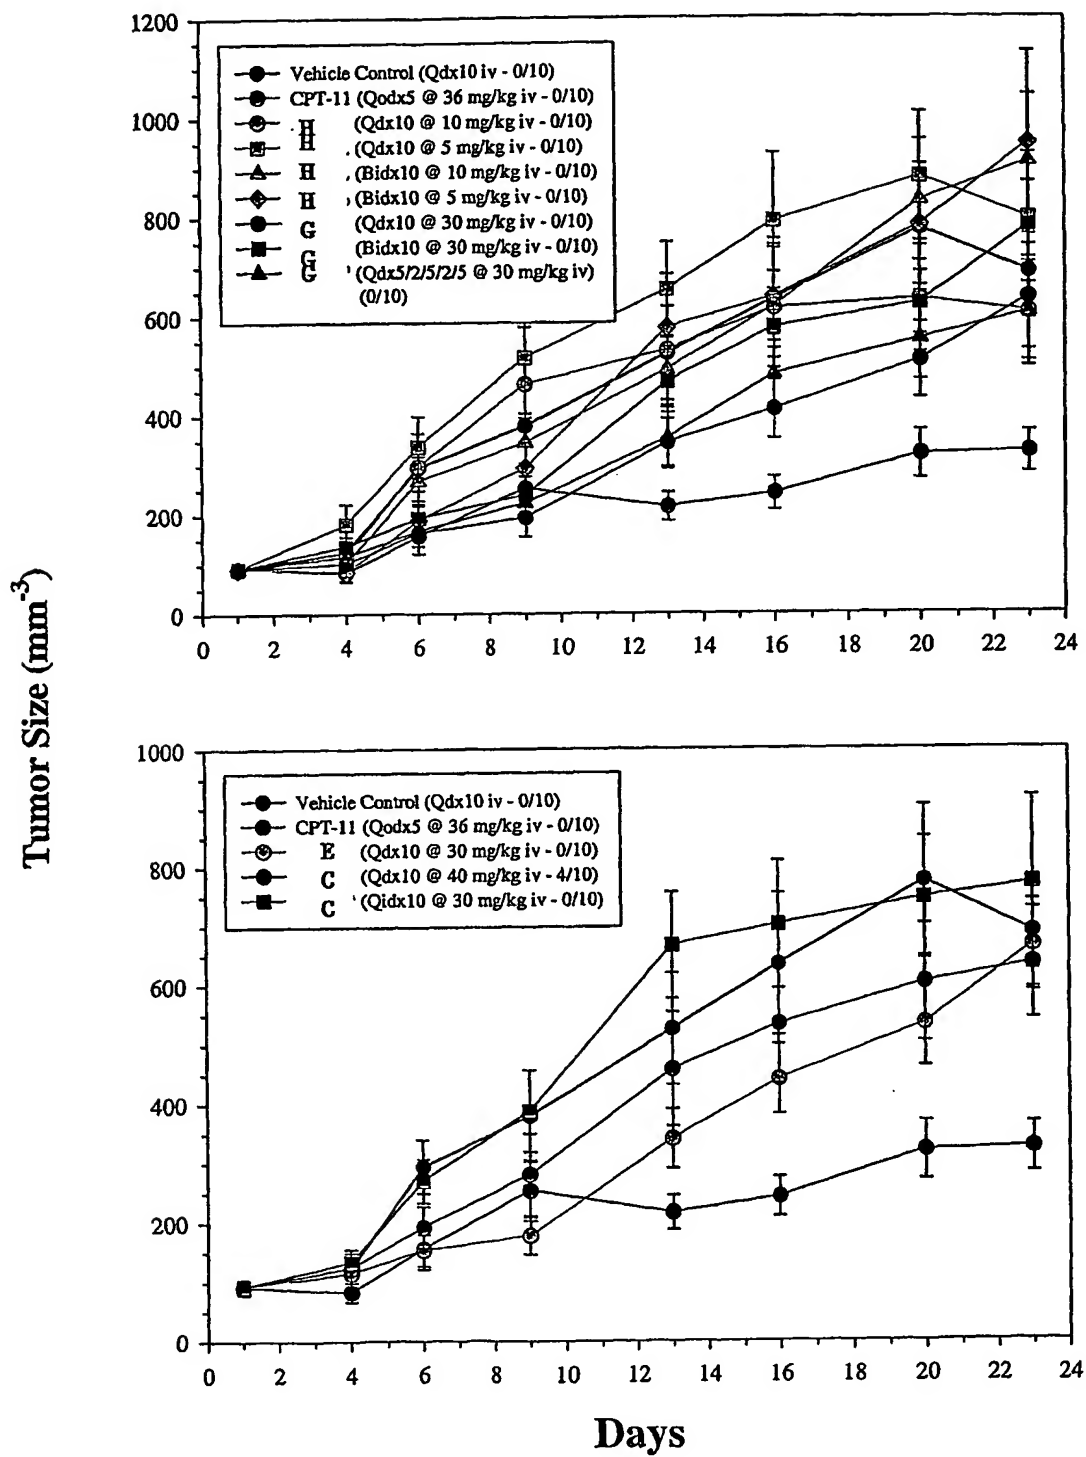 1200
1000
800
600
400
200
0
Vehicle Control (Qdx10 iv - 0/10)
CPT-11 (Qodx5 @ 36 mg/kg iv - 0/10)
H (Qdx10 @ 10 mg/kg iv - 0/10)
H (Qdx10 @ 5 mg/kg iv - 0/10)
H (Bidx10 @ 10 mg/kg iv - 0/10)
H (Bidx10 @ 5 mg/kg iv - 0/10)
G (Qdx10 @ 30 mg/kg iv - 0/10)
G (Bidx10 @ 30 mg/kg iv - 0/10)
G (Qdx5/2/5/2/5 @ 30 mg/kg iv)
(0/10)
0 2 4 6 8 10 12 14 16 18 20 22 24
Tumor Size (mm-3)
1000
800
600
400
200
0
Vehicle Control (Qdx10 iv - 0/10)
CPT-11 (Qodx5 @ 36 mg/kg iv - 0/10)
E (Qdx10 @ 30 mg/kg iv - 0/10)
C (Qdx10 @ 40 mg/kg iv - 4/10)
C (Qidx10 @ 30 mg/kg iv - 0/10)
0 2 4 6 8 10 12 14 16 18 20 22 24
Days